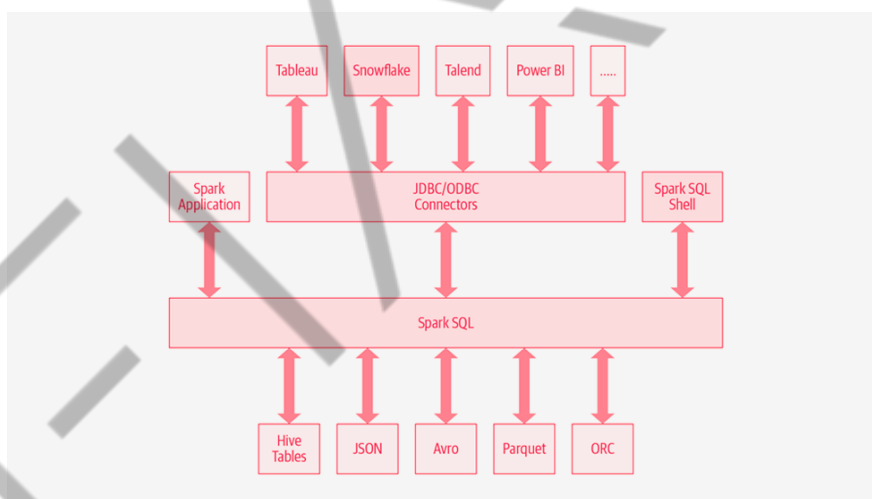 Tableau
Snowflake
Talend
Power BI
.....
Spark
Application
JDBC/ODBC
Connectors
Spark SQL
Shell
Spark SQL
Hive
Tables
JSON
Avro
Parquet
ORC